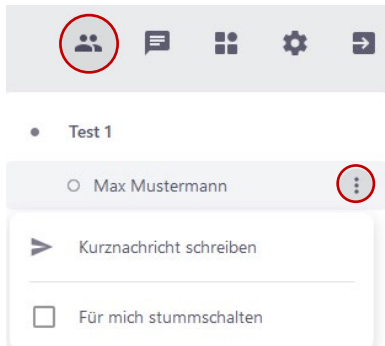 Test 1
Max Mustermann
Kurznachricht schreiben
Für mich stummschalten